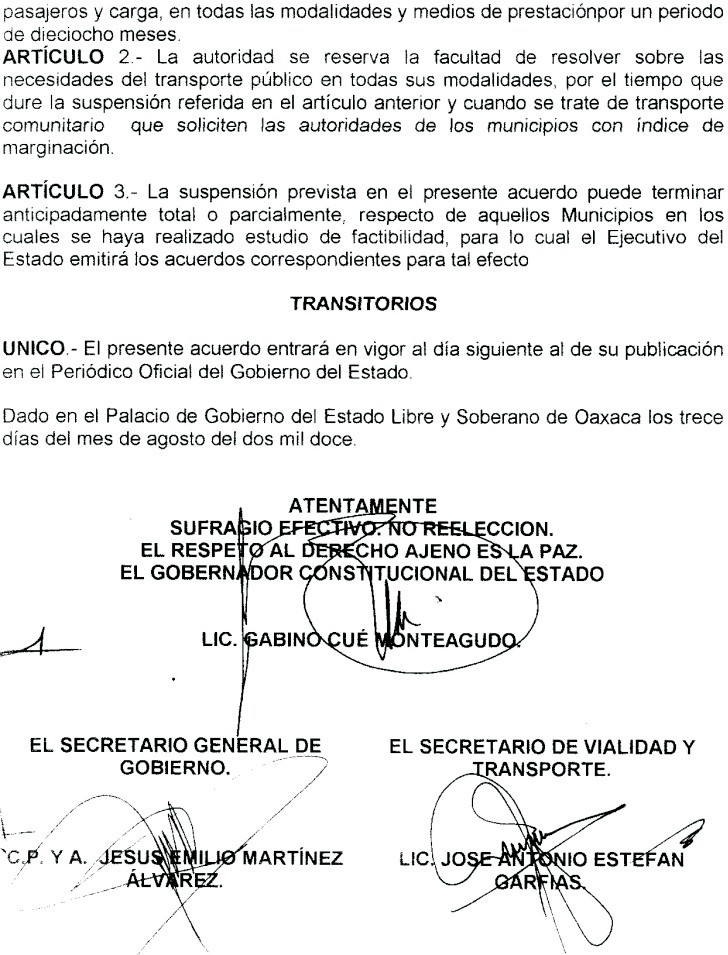 pasajeros y carga, en todas las modalidades y medios de prestaciónpor un periodo
de dieciocho meses.
ARTÍCULO 2.- La autoridad se reserva la facultad de resolver sobre las
necesidades del transporte público en todas sus modalidades, por el tiempo que
dure la suspensión referida en el artículo anterior y cuando se trate de transporte
comunitario que soliciten las autoridades de los municipios con índice de
marginación.
ARTÍCULO 3.- La suspensión prevista en el presente acuerdo puede terminar
anticipadamente total o parcialmente, respecto de aquellos Municipios en los
cuales se haya realizado estudio de factibilidad, para lo cual el Ejecutivo del
Estado emitirá los acuerdos correspondientes para tal efecto
TRANSITORIOS
UNICO.- El presente acuerdo entrará en vigor al día siguiente al de su publicación
en el Periódico Oficial del Gobierno del Estado.
Dado en el Palacio de Gobierno del Estado Libre y Soberano de Oaxaca los trece
días del mes de agosto del dos mil doce.
ATENTAMENTE
SUFRAGIO EFECTIVO. NO REELECCION.
EL RESPETO AL DERECHO AJENO ES LA PAZ.
EL GOBERNADOR CONSTITUCIONAL DEL ESTADO
LIC. GABINO CUÉ MONTEAGUDO.
EL SECRETARIO GENERAL DE
GOBIERNO.
C.P. Y A. JESUS EMILIO MARTÍNEZ
ÁLVAREZ.
EL SECRETARIO DE VIALIDAD Y
TRANSPORTE.
LIC. JOSE ANTONIO ESTEFAN
GARFIAS.